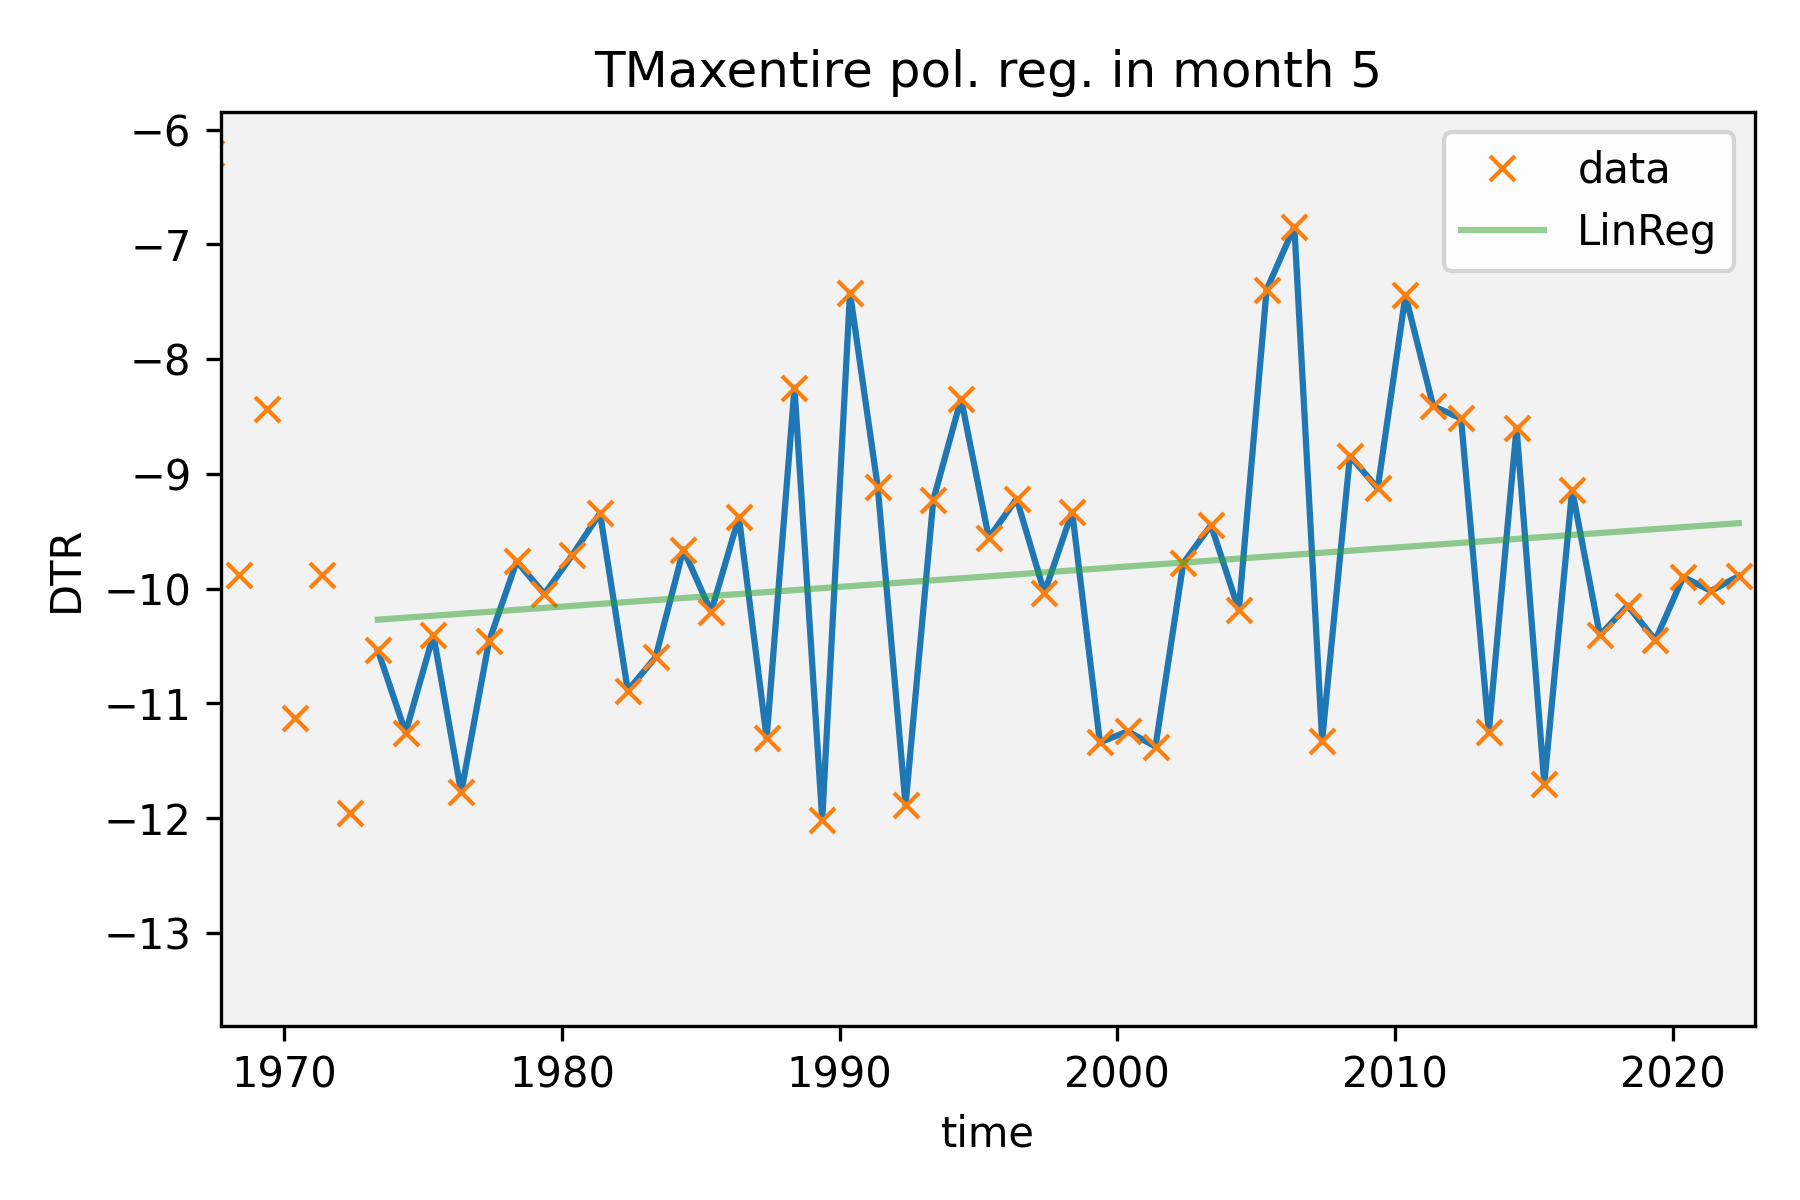 TMaxentire pol. reg. in month 5
data
LinReg
DTR
−6
−7
−8
−9
−10
−11
−12
−13
1970 1980 1990 2000 2010 2020
time